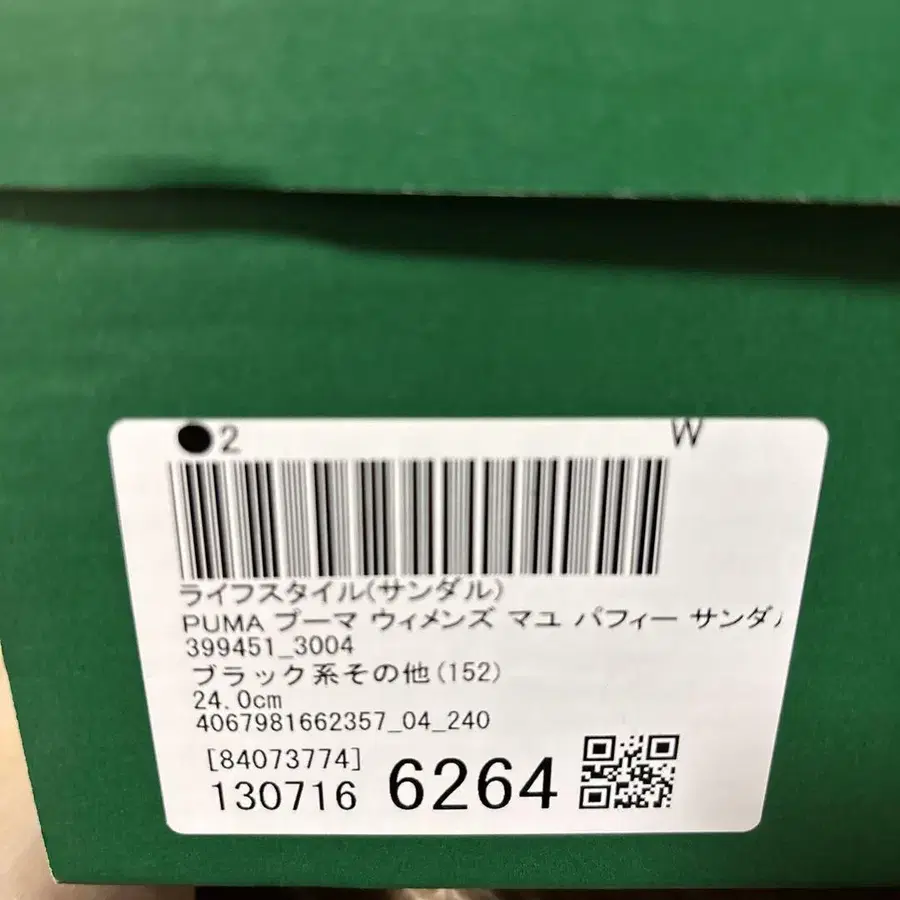 ●2 W
ライフスタイル(サンダル)
PUMA プーマ ウィメンズ マユ パフィー サンダ
399451_3004
ブラック系その他(152)
24.0cm
4067981662357_04_240
[84073774]
130716 6264